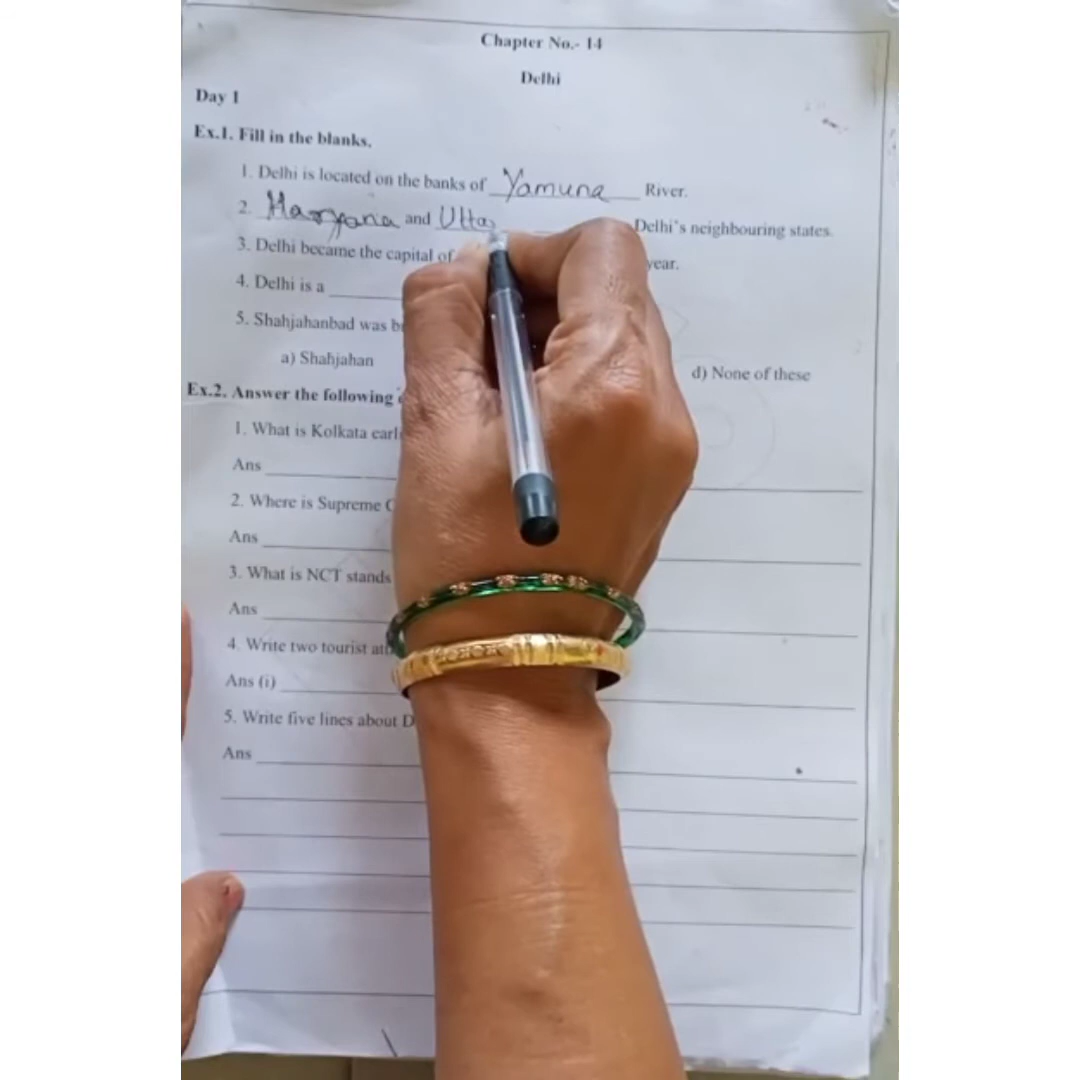 Chapter No.- 14
Delhi
Day 1
Ex.1. Fill in the blanks.
1. Delhi is located on the banks of Yamuna River.
2. Haryana and Utta Delhi's neighbouring states.
3. Delhi became the capital of year.
4. Delhi is a
5. Shahjahanbad was
a) Shahjahan d) None of these
Ex.2. Answer the following
1. What is Kolkata
Ans
2. Where is Supreme
Ans
3. What is NCT stands
Ans
4. Write two tourist
Ans (i)
5. Write five lines about
Ans